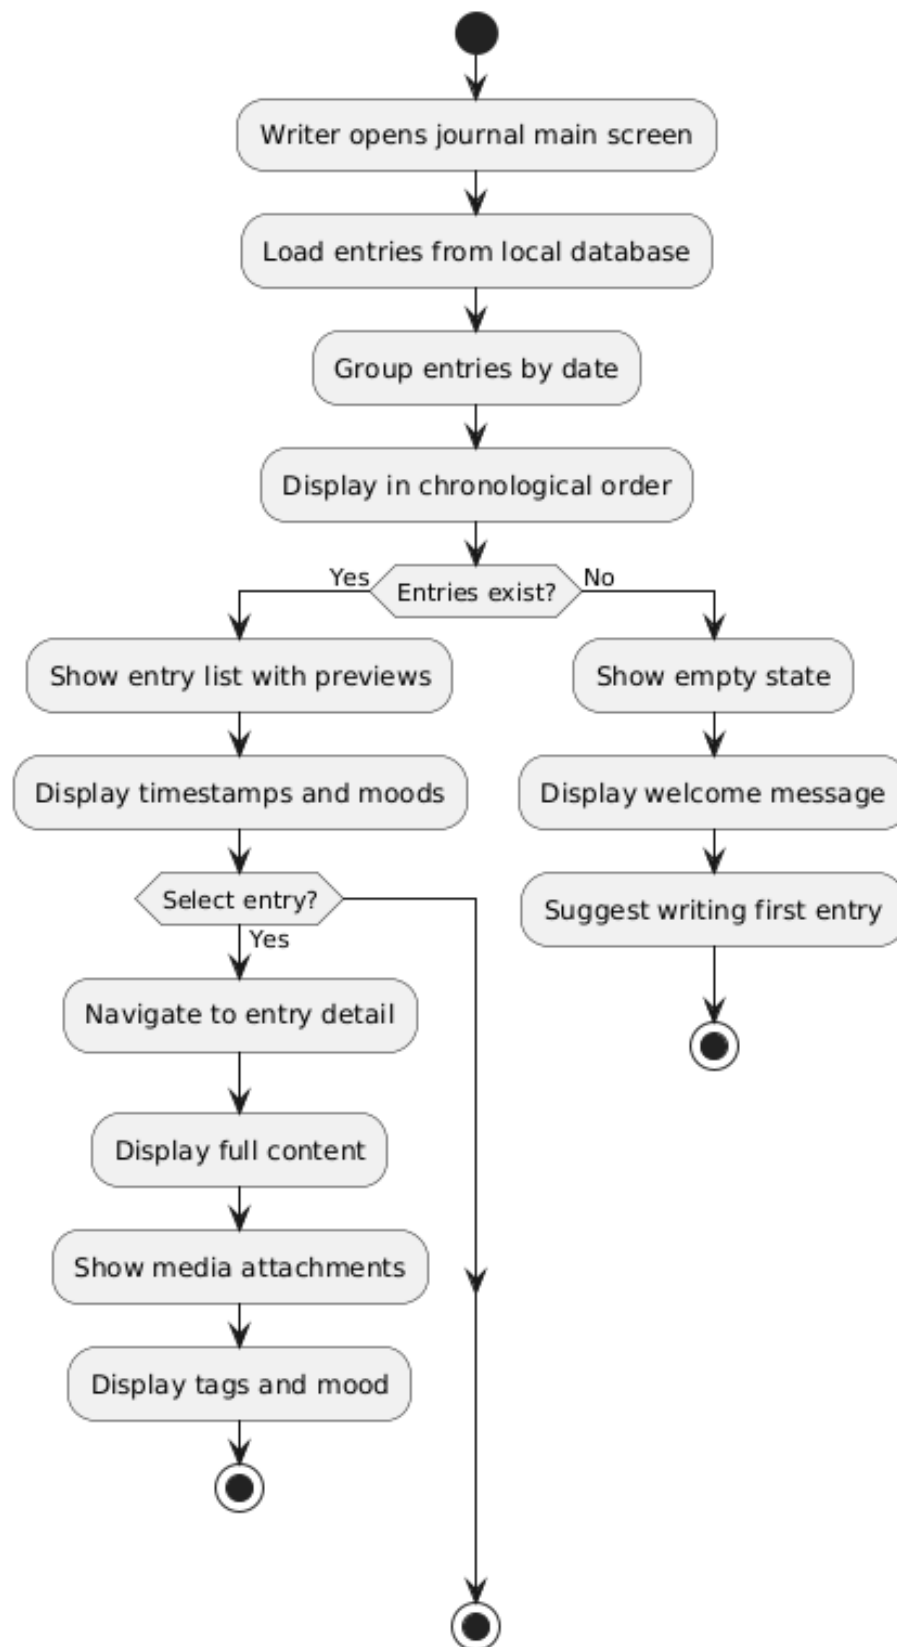 Writer opens journal main screen
Load entries from local database
Group entries by date
Display in chronological order
Yes
Entries exist?
No
Show entry list with previews
Show empty state
Display timestamps and moods
Display welcome message
Select entry?
Suggest writing first entry
Yes
Navigate to entry detail
Display full content
Show media attachments
Display tags and mood